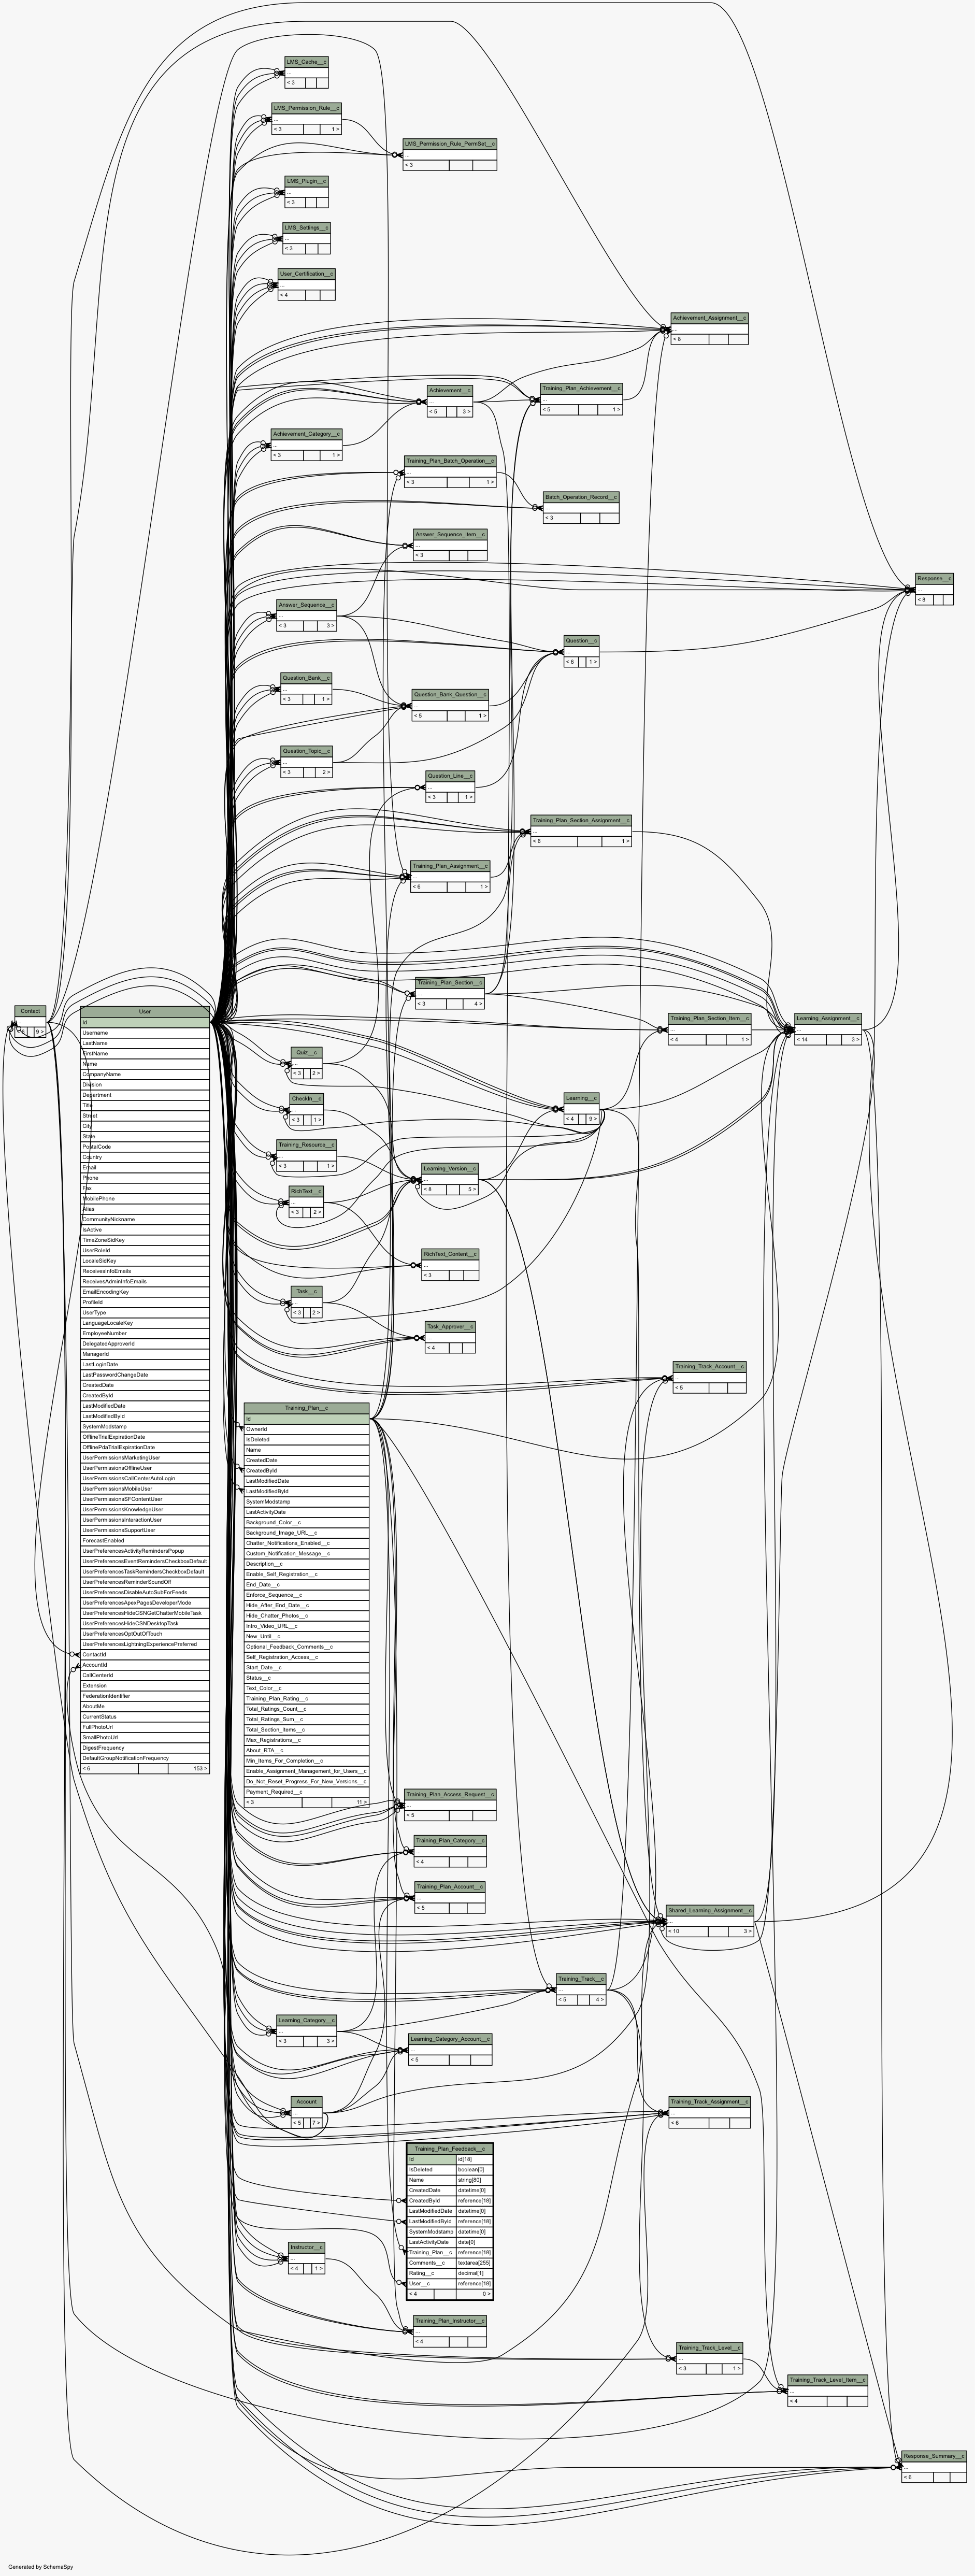 LMS_Cache__c
...
< 3
LMS_Permission_Rule__c
...
< 3 1 >
LMS_Permission_Rule_PermSet__c
...
< 3
LMS_Plugin__c
...
< 3
LMS_Settings__c
...
< 3
User_Certification__c
...
< 4
Achievement_Assignment__c
...
< 8
Achievement__c
...
< 5 3 >
Training_Plan_Achievement__c
...
< 5 1 >
Achievement_Category__c
...
< 3 1 >
Training_Plan_Batch_Operation__c
...
< 3 1 >
Batch_Operation_Record__c
...
< 3
Answer_Sequence_Item__c
...
< 3
Response__c
...
< 8
Answer_Sequence__c
...
< 3 3 >
Question__c
...
< 6 1 >
Question_Bank__c
...
< 3 1 >
Question_Bank_Question__c
...
< 5 1 >
Question_Topic__c
...
< 3 2 >
Question_Line__c
...
< 3 1 >
Training_Plan_Section_Assignment__c
...
< 6 1 >
Training_Plan_Assignment__c
...
< 6 1 >
Training_Plan_Section__c
...
< 3 4 >
Contact
9 >
Training_Plan_Section_Item__c
...
< 4 1 >
Learning_Assignment__c
...
< 14 3 >
User
Id
Username
LastName
FirstName
Name
CompanyName
Division
Department
Title
Street
City
State
PostalCode
Country
Email
Phone
Fax
MobilePhone
Alias
CommunityNickname
IsActive
TimeZoneSidKey
UserRoleId
LocaleSidKey
ReceivesInfoEmails
ReceivesAdminInfoEmails
EmailEncodingKey
ProfileId
UserType
LanguageLocaleKey
EmployeeNumber
DelegatedApproverId
ManagerId
LastLoginDate
LastPasswordChangeDate
CreatedDate
CreatedById
LastModifiedDate
LastModifiedById
SystemModstamp
OfflineTrialExpirationDate
OfflinePdaTrialExpirationDate
UserPermissionsMarketingUser
UserPermissionsOfflineUser
UserPermissionsCallCenterAutoLogin
UserPermissionsMobileUser
UserPermissionsSFContentUser
UserPermissionsKnowledgeUser
UserPermissionsInteractionUser
UserPermissionsSupportUser
ForecastEnabled
UserPreferencesActivityRemindersPopup
UserPreferencesEventRemindersCheckboxDefault
UserPreferencesTaskRemindersCheckboxDefault
UserPreferencesReminderSoundOff
UserPreferencesDisableAutoSubForFeeds
UserPreferencesApexPagesDeveloperMode
UserPreferencesHideCSNGetChatterMobileTask
UserPreferencesHideCSNDesktopTask
UserPreferencesOptOutOfTouch
UserPreferencesLightningExperiencePreferred
ContactId
AccountId
CallCenterId
Extension
FederationIdentifier
AboutMe
CurrentStatus
FullPhotoUrl
SmallPhotoUrl
DigestFrequency
DefaultGroupNotificationFrequency
< 6 153 >
Quiz__c
...
< 3 2 >
CheckIn__c
...
< 3 1 >
Learning__c
...
< 4 9 >
Training_Resource__c
...
< 3 1 >
Learning_Version__c
...
< 8 5 >
RichText__c
...
< 3 2 >
RichText_Content__c
...
< 3
Task__c
...
< 3 2 >
Task_Approver__c
...
< 4
Training_Track_Account__c
...
< 5
Training_Plan__c
Id
OwnerId
IsDeleted
Name
CreatedDate
CreatedById
LastModifiedDate
LastModifiedById
SystemModstamp
LastActivityDate
Background_Color__c
Background_Image_URL__c
Chatter_Notifications_Enabled__c
Custom_Notification_Message__c
Description__c
Enable_Self_Registration__c
End_Date__c
Enforce_Sequence__c
Hide_After_End_Date__c
Hide_Chatter_Photos__c
Intro_Video_URL__c
New_Until__c
Optional_Feedback_Comments__c
Self_Registration_Access__c
Start_Date__c
Status__c
Text_Color__c
Training_Plan_Rating__c
Total_Ratings_Count__c
Total_Ratings_Sum__c
Total_Section_Items__c
Max_Registrations__c
About_RTA__c
Min_Items_For_Completion__c
Enable_Assignment_Management_for_Users__c
Do_Not_Reset_Progress_For_New_Versions__c
Payment_Required__c
< 3 11 >
Training_Plan_Access_Request__c
...
< 5
Training_Plan_Category__c
...
< 4
Training_Plan_Account__c
...
< 5
Shared_Learning_Assignment__c
...
< 10 3 >
Training_Track__c
...
< 5 4 >
Learning_Category__c
...
< 3 3 >
Learning_Category_Account__c
...
< 5
Account
...
< 5 7 >
Training_Track_Assignment__c
...
< 6
Training_Plan_Feedback__c
Id id[18]
IsDeleted boolean[0]
Name string[80]
CreatedDate datetime[0]
CreatedById reference[18]
LastModifiedDate datetime[0]
LastModifiedById reference[18]
SystemModstamp datetime[0]
LastActivityDate date[0]
Training_Plan__c reference[18]
Comments__c textarea[255]
Rating__c decimal[1]
User__c reference[18]
< 4 0 >
Instructor__c
...
< 4 1 >
Training_Plan_Instructor__c
...
< 4
Training_Track_Level__c
...
< 3 1 >
Training_Track_Level_Item__c
...
< 4
Response_Summary__c
...
< 6
Generated by SchemaSpy